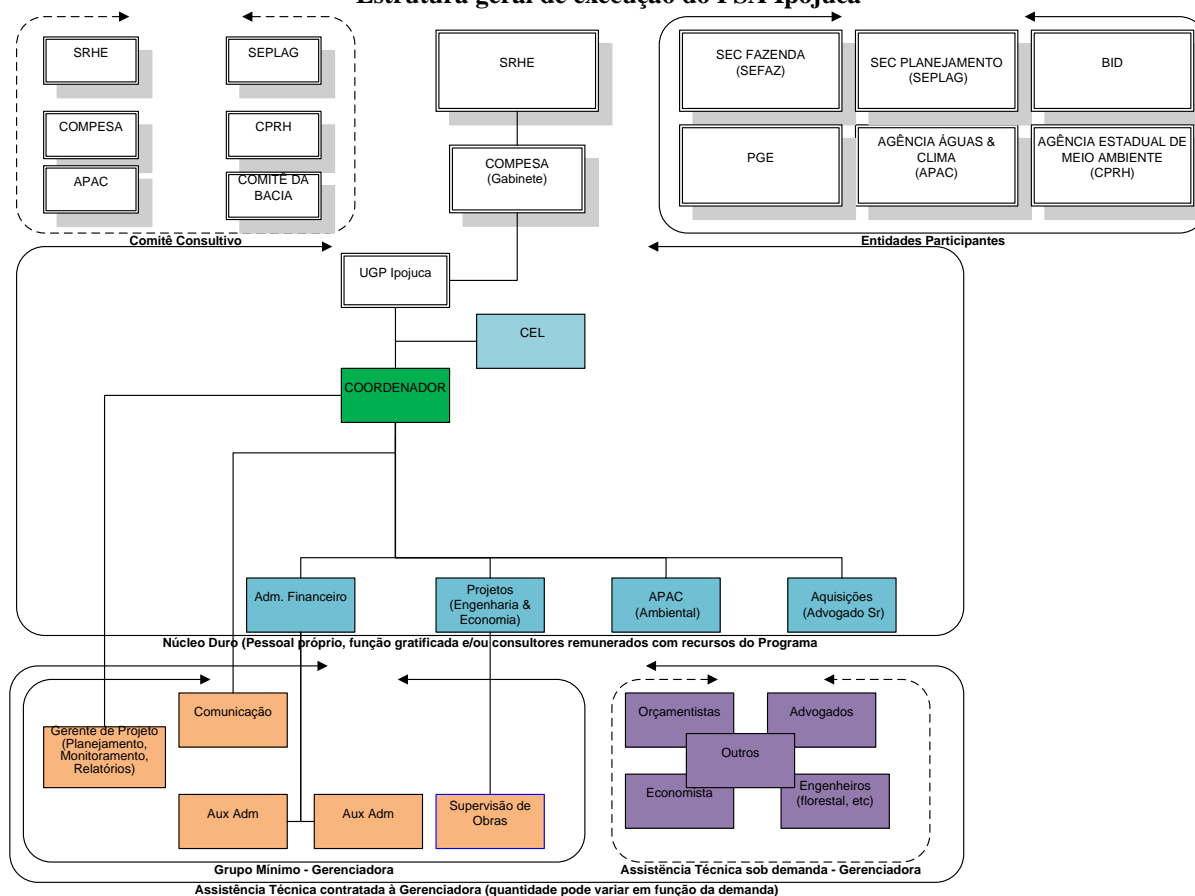 Estrutura geral de execução do PSA Ipojuca
SRHE
SEPLAG
COMPESA
CPRH
APAC
COMITÊ DA
BACIA
Comitê Consultivo
SRHE
COMPESA
(Gabinete)
SEC FAZENDA
(SEFAZ)
SEC PLANEJAMENTO
(SEPLAG)
BID
PGE
AGÊNCIA ÁGUAS &
CLIMA
(APAC)
AGÊNCIA ESTADUAL DE
MEIO AMBIENTE
(CPRH)
Entidades Participantes
UGP Ipojuca
CEL
COORDENADOR
Adm. Financeiro
Projetos
(Engenharia &
Economia)
APAC
(Ambiental)
Aquisições
(Advogado Sr)
Núcleo Duro (Pessoal próprio, função gratificada e/ou consultores remunerados com recursos do Programa
Comunicação
Gerente de Projeto
(Planejamento,
Monitoramento,
Relatórios)
Aux Adm
Aux Adm
Supervisão de
Obras
Grupo Mínimo - Gerenciadora
Orçamentistas
Advogados
Outros
Economista
Engenheiros
(florestal, etc)
Assistëncia Técnica sob demanda - Gerenciadora
Assistência Técnica contratada à Gerenciadora (quantidade pode variar em função da demanda)